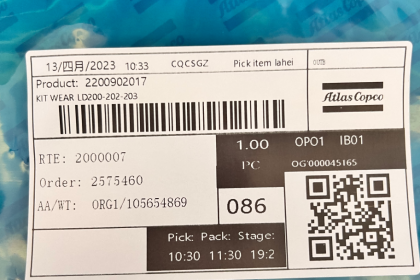 13/四月/2023 10:33 CQCSGZ Pick item lahei
Product: 2200902017
KIT WEAR LD200-202-203
Atlas Copco
1.00 OPO1 IB01
PC OG'000045165
RTE: 2000007
Order: 2575460
AA/WT: ORG1/105654869
086
Pick: Pack: Stage:
10:30 11:30 19:2